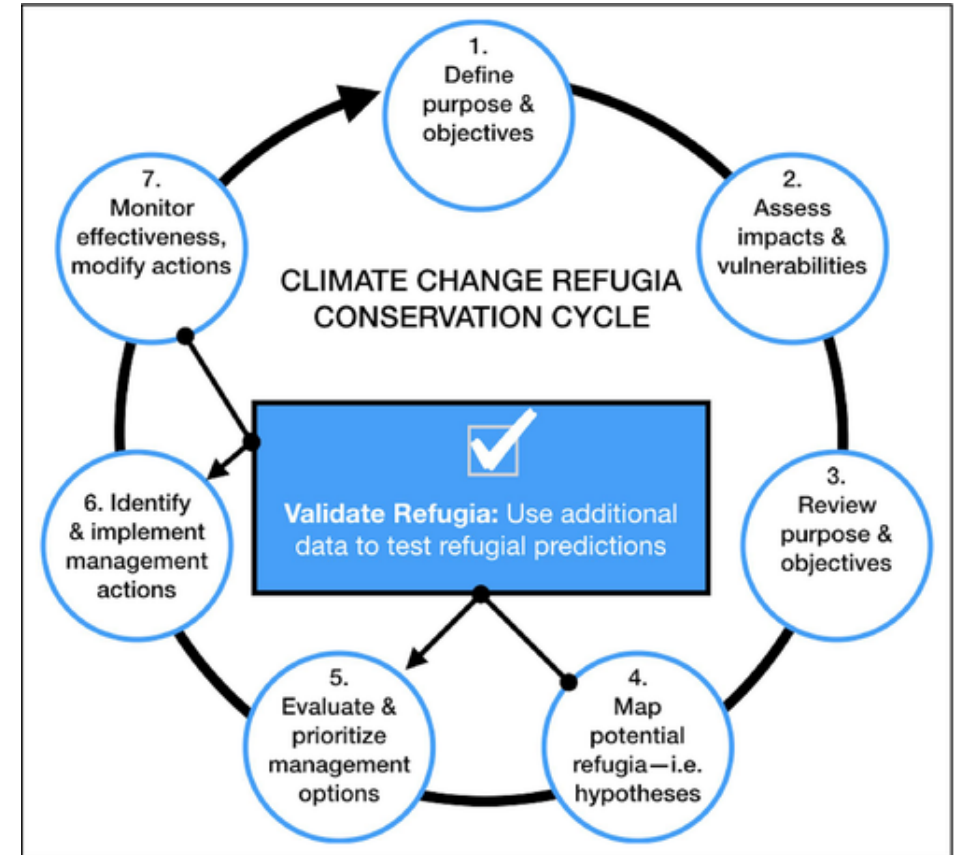 1.
Define
purpose &
objectives
2.
Assess
impacts &
vulnerabilities
3.
Review
purpose &
objectives
4.
Map
potential
refugia—i.e.
hypotheses
5.
Evaluate &
prioritize
management
options
6. Identify
& implement
management
actions
7.
Monitor
effectiveness,
modify actions
CLIMATE CHANGE REFUGIA
CONSERVATION CYCLE
Validate Refugia: Use additional
data to test refugial predictions